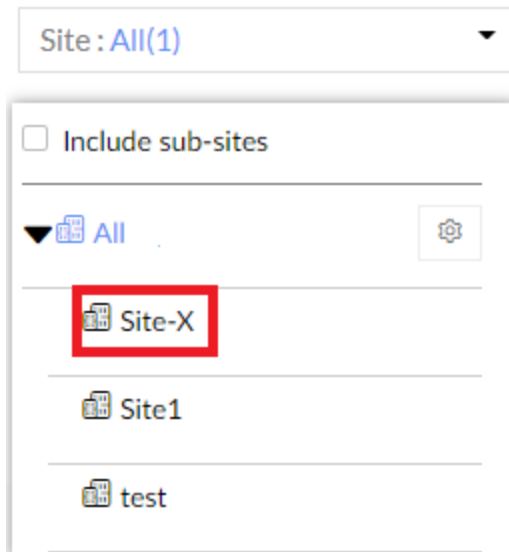 Site : All(1)
Include sub-sites
All
Site-X
Site1
test